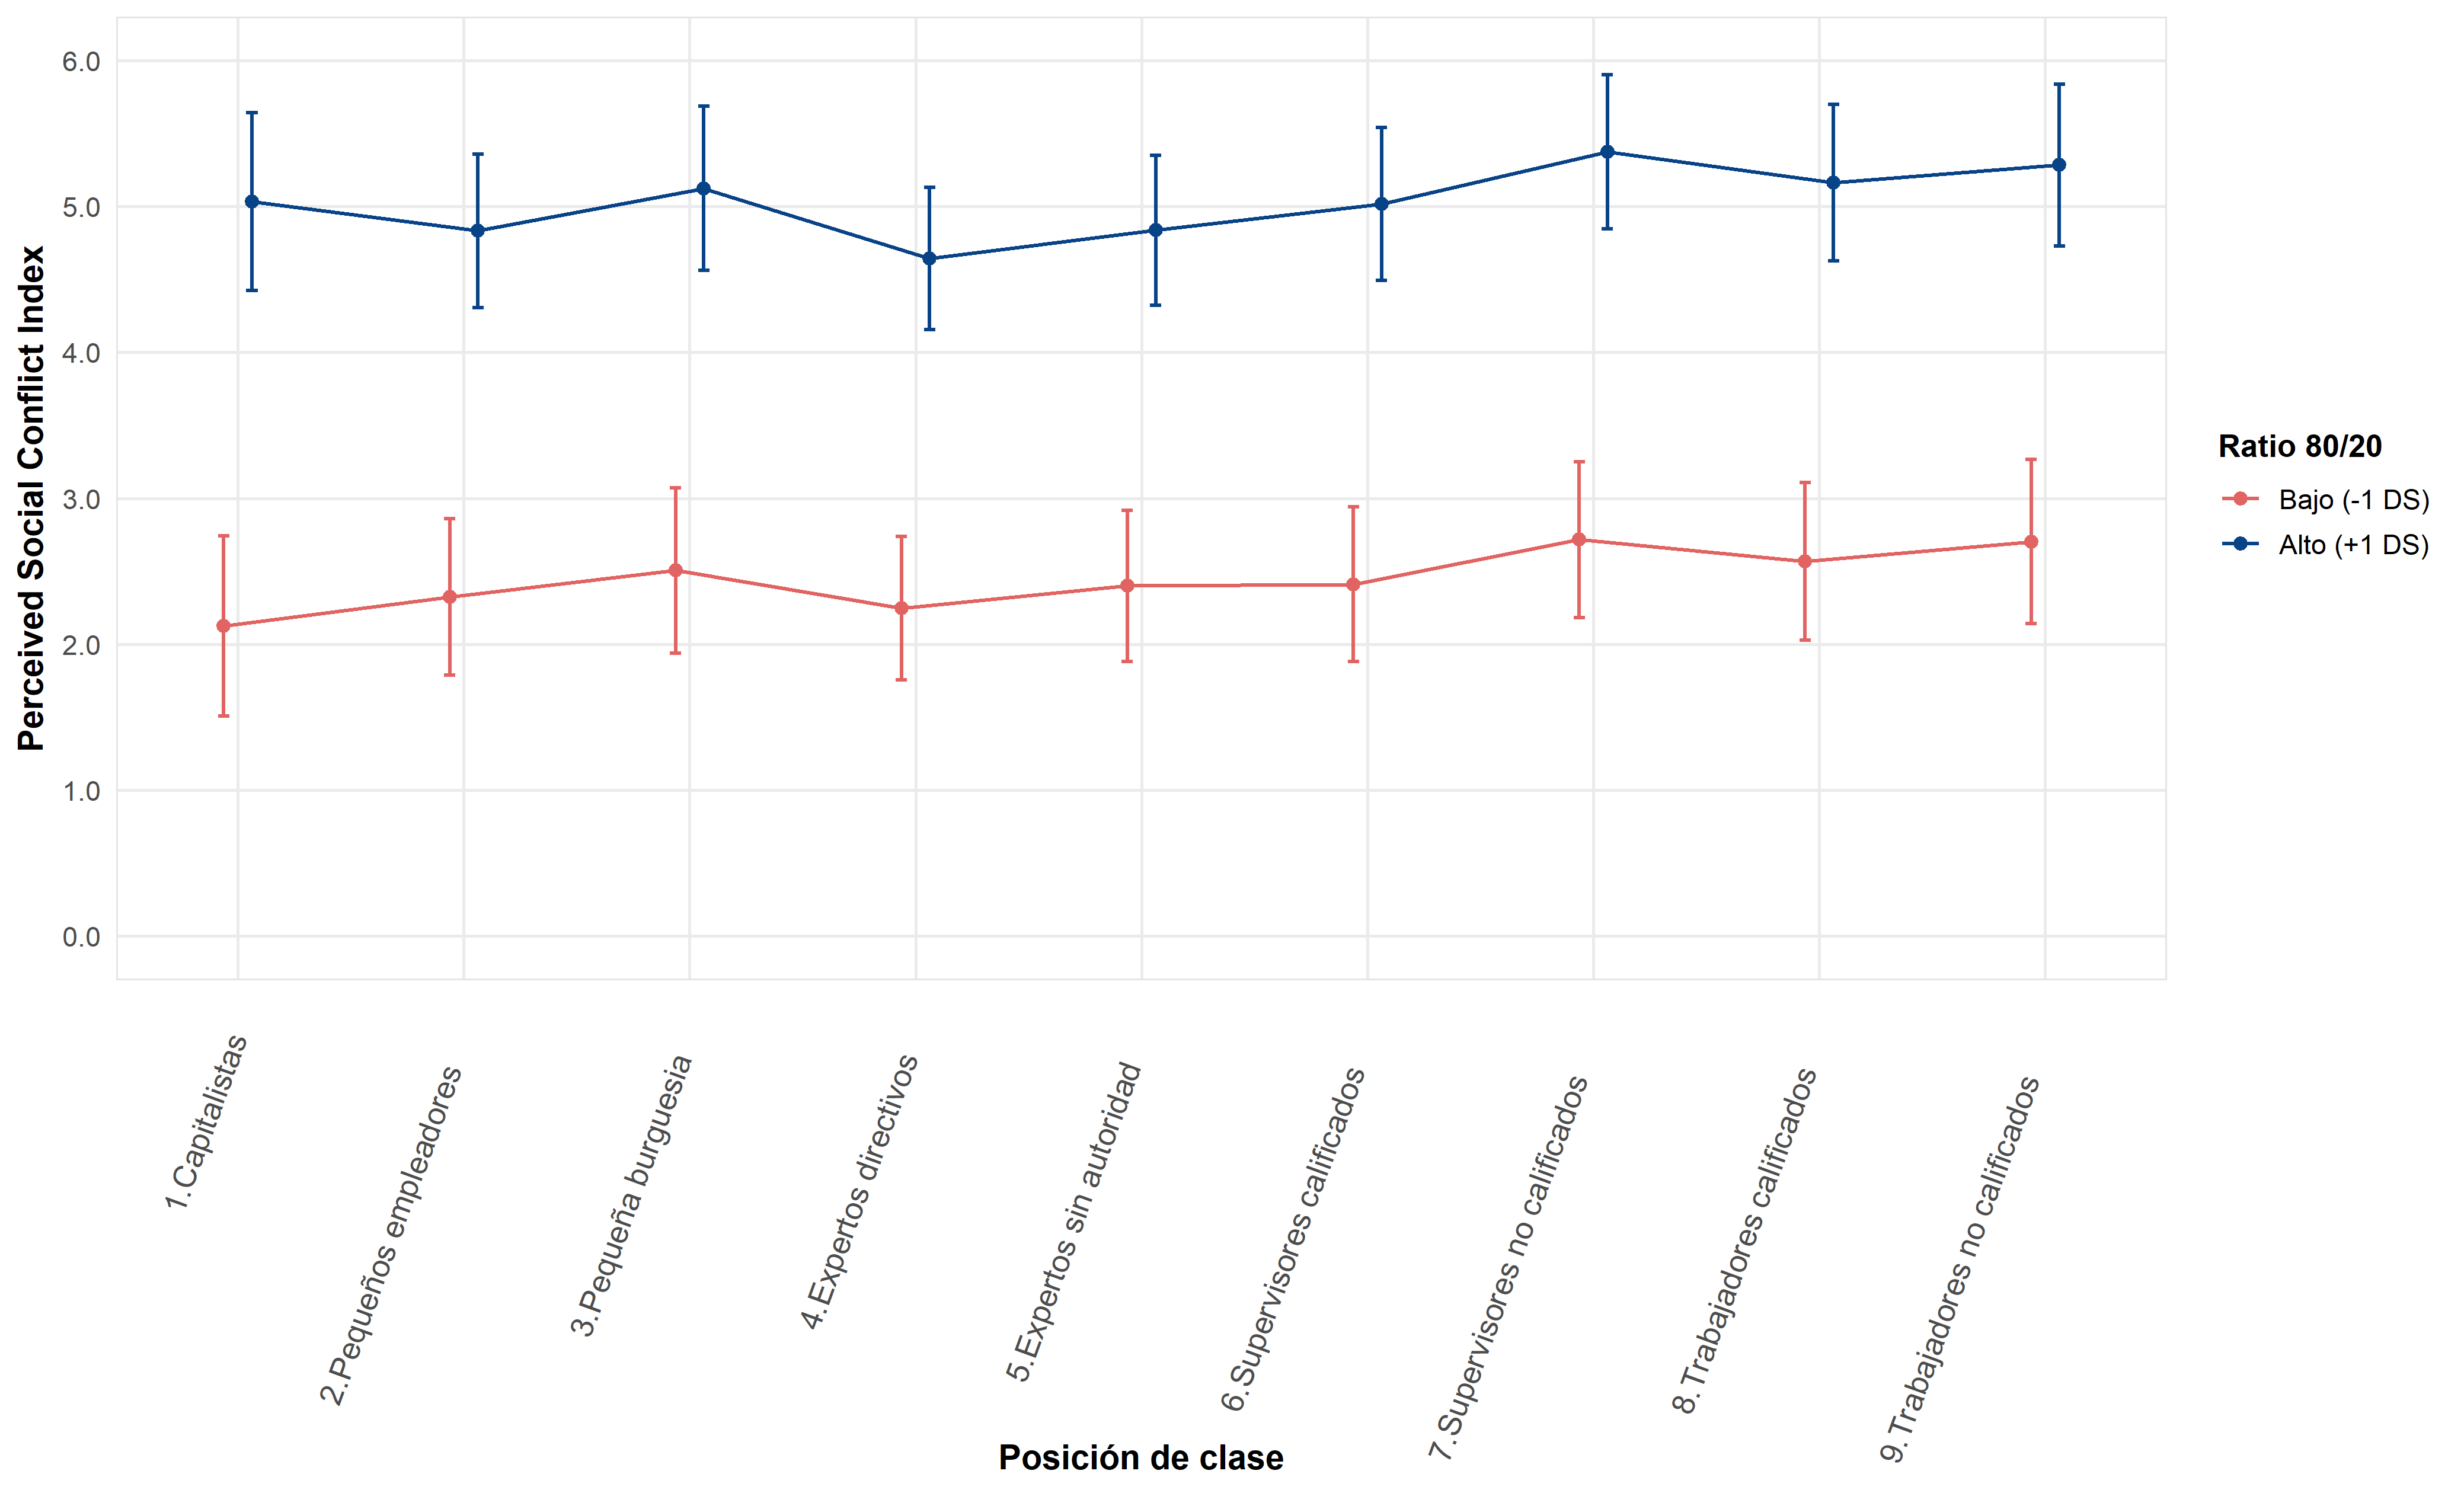 Perceived Social Conflict Index
6.0
5.0
4.0
3.0
2.0
1.0
0.0
1.Capitalistas
2.Pequeños empleadores
3.Pequeña burguesia
4.Expertos directivos
5.Expertos sin autoridad
6.Supervisores calificados
7.Supervisores no calificados
8.Trabajadores calificados
9.Trabajadores no calificados
Posición de clase
Ratio 80/20
Bajo (-1 DS)
Alto (+1 DS)